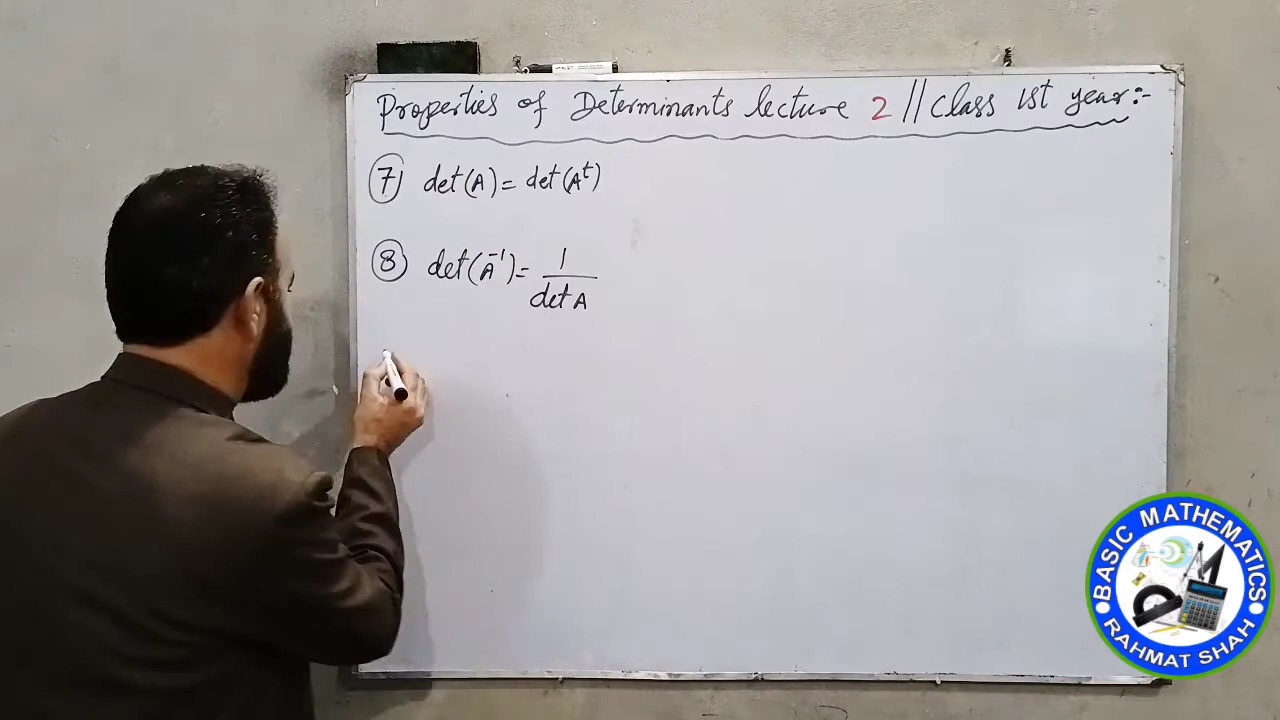 Properties of Determinants lecture 2 // Class 1st year:-
⑦ det(A) = det(Aᵗ)
⑧ det(A⁻¹) = 1
det A
BASIC MATHEMATICS
RAHMAT SHAH